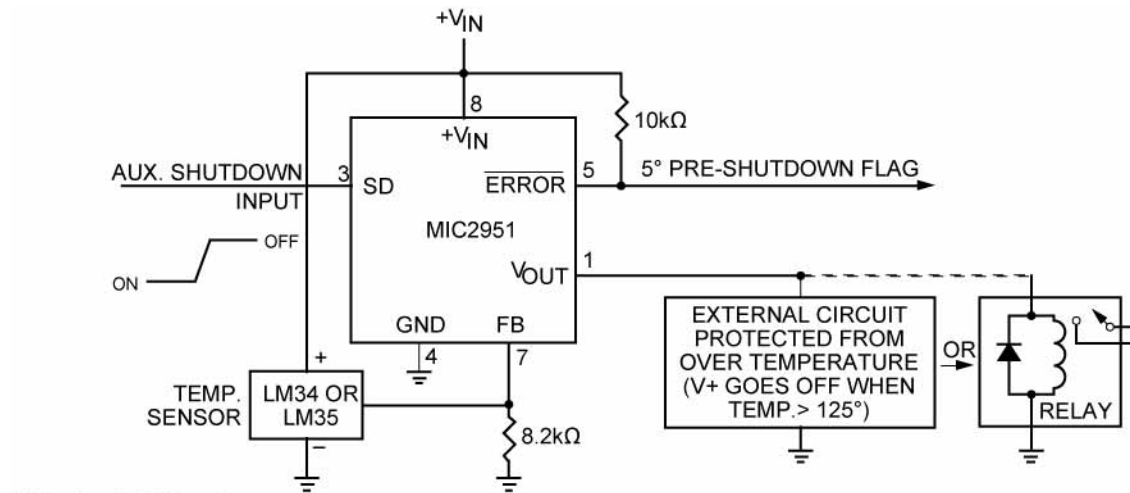 +VIN
8
+VIN
10kΩ
AUX. SHUTDOWN
INPUT
3
SD
ERROR
5
5° PRE-SHUTDOWN FLAG
MIC2951
OFF
ON
VOUT
1
GND
FB
4
7
EXTERNAL CIRCUIT
PROTECTED FROM
OVER TEMPERATURE
(V+ GOES OFF WHEN
TEMP.> 125°)
OR
RELAY
+
TEMP.
SENSOR
LM34 OR
LM35
−
8.2kΩ